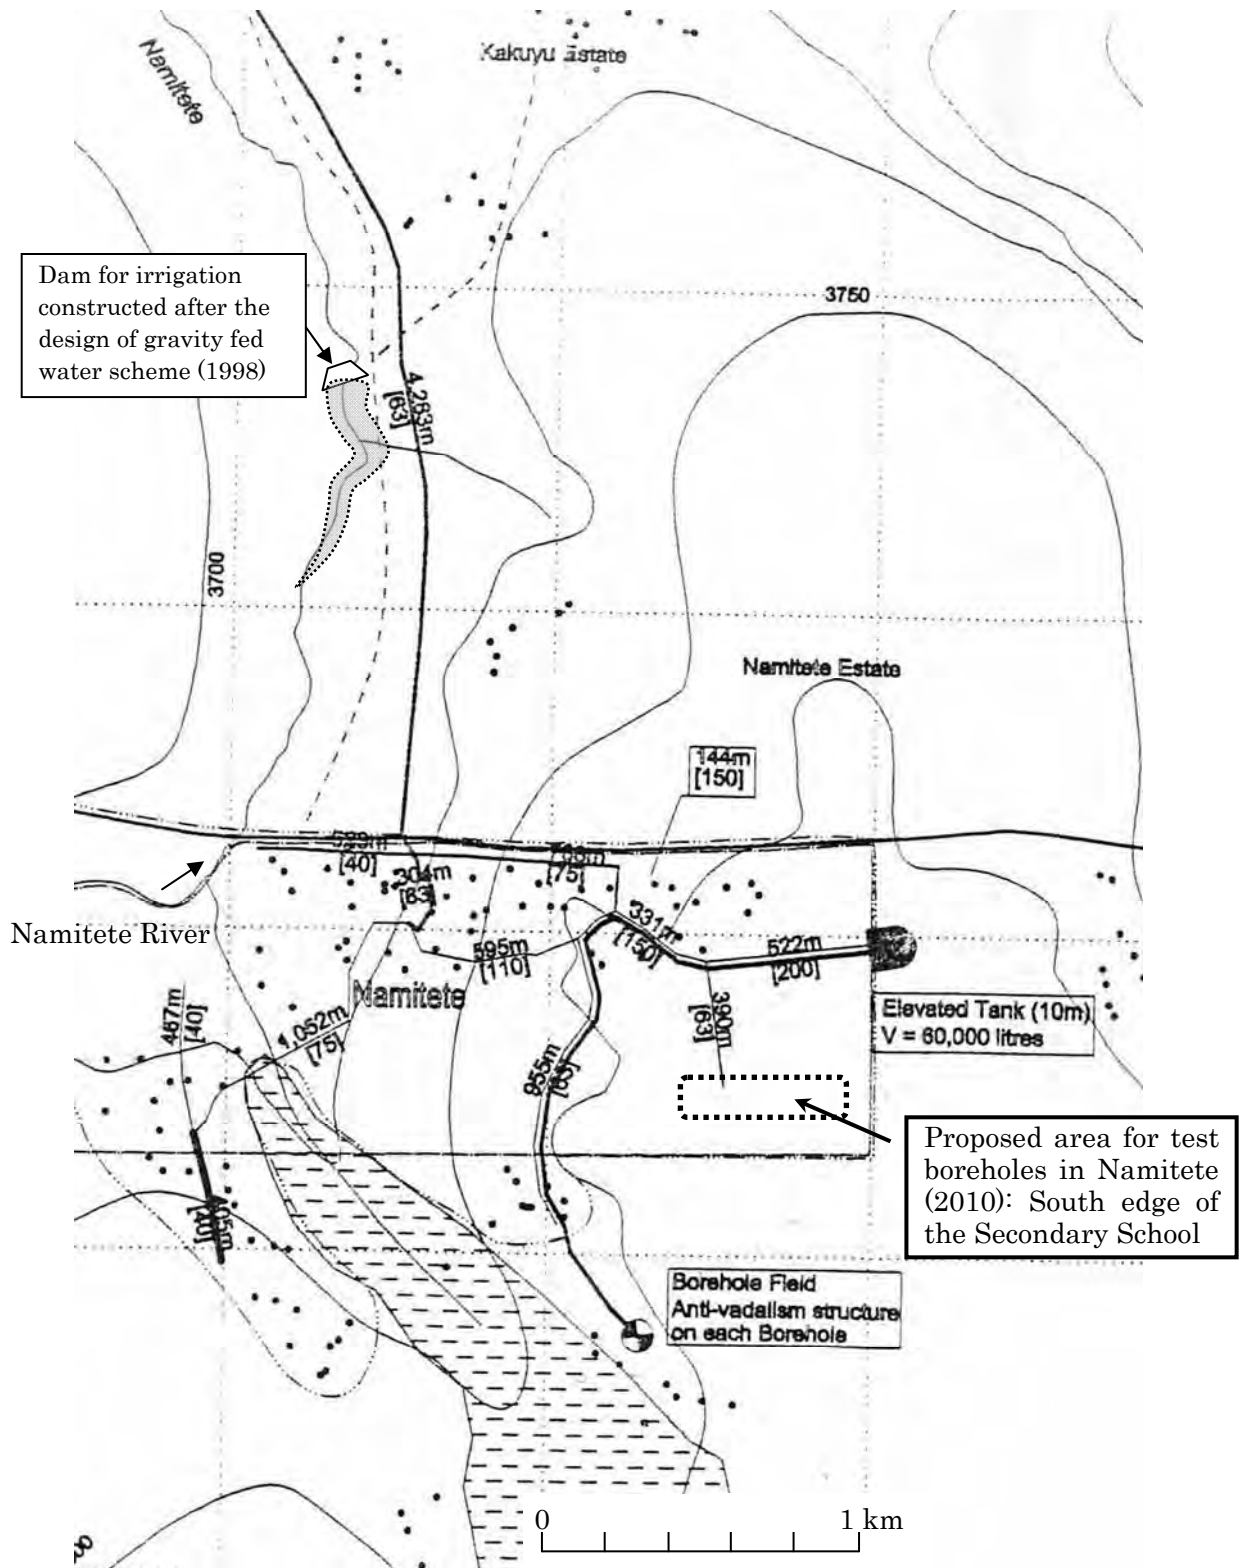 Namitete
Kakuyu Estate
Dam for irrigation
constructed after the
design of gravity fed
water scheme (1998)
3750
4,263m
[63]
3700
Namitete Estate
144m
[150]
599m
[40]
768m
[75]
304m
[63]
Namitete River
331m
[150]
522m
[200]
595m
[110]
Namitete
467m
[40]
1,052m
[75]
390m
[63]
Elevated Tank (10m)
V = 60,000 litres
955m
[63]
Proposed area for test
boreholes in Namitete
(2010): South edge of
the Secondary School
[40]
Borehole Field
Anti-vadalism structure
on each Borehole
0
1 km